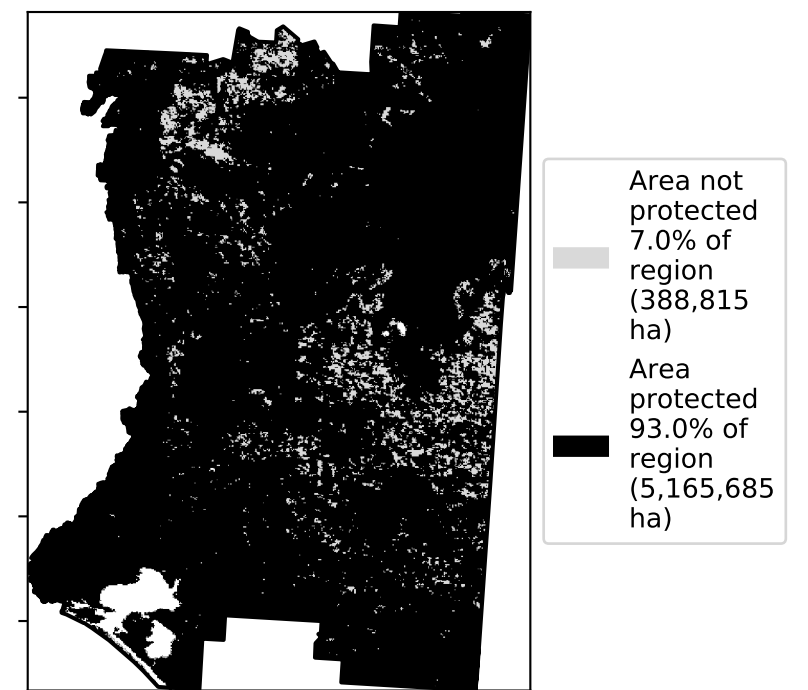 Area not
protected
7.0% of
region
(388,815
ha)
Area
protected
93.0% of
region
(5,165,685
ha)